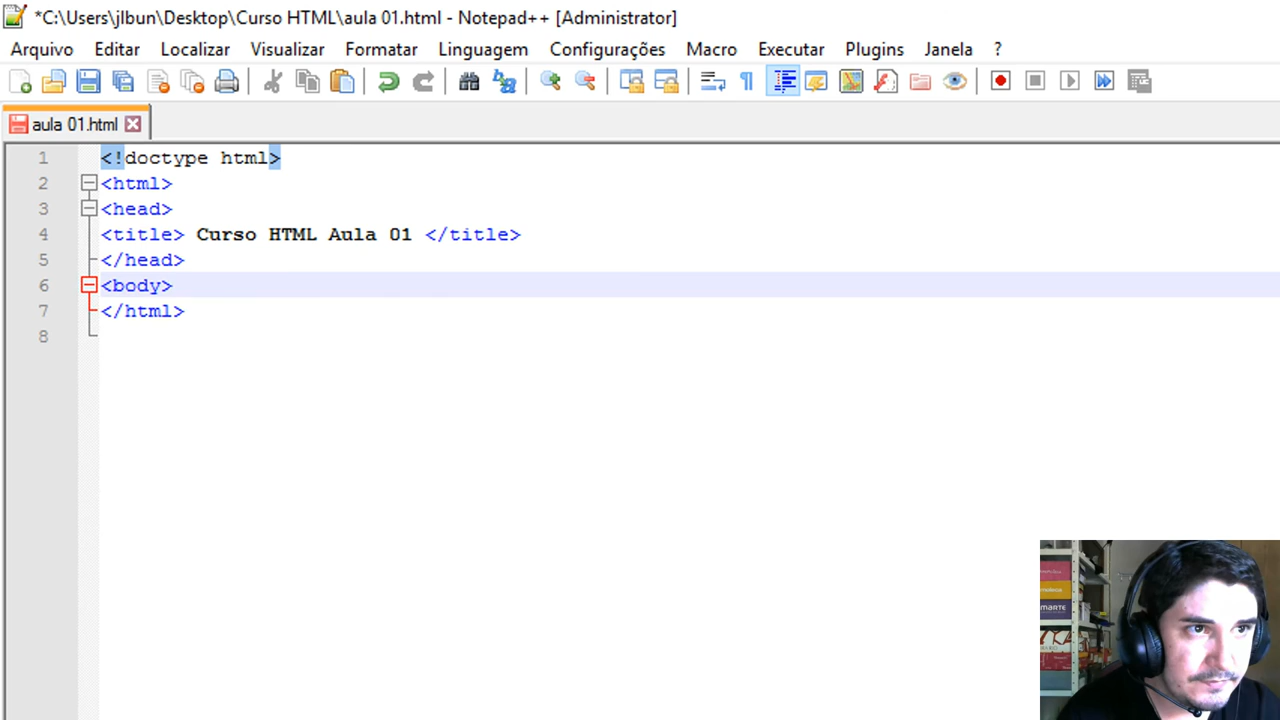 *C:\Users\jlbun\Desktop\Curso HTML\aula 01.html - Notepad++ [Administrator]
Arquivo Editar Localizar Visualizar Formatar Linguagem Configurações Macro Executar Plugins Janela ?
aula 01.html
1 <!doctype html>
2 <html>
3 <head>
4 <title> Curso HTML Aula 01 </title>
5 </head>
6 <body>
7 </html>
8